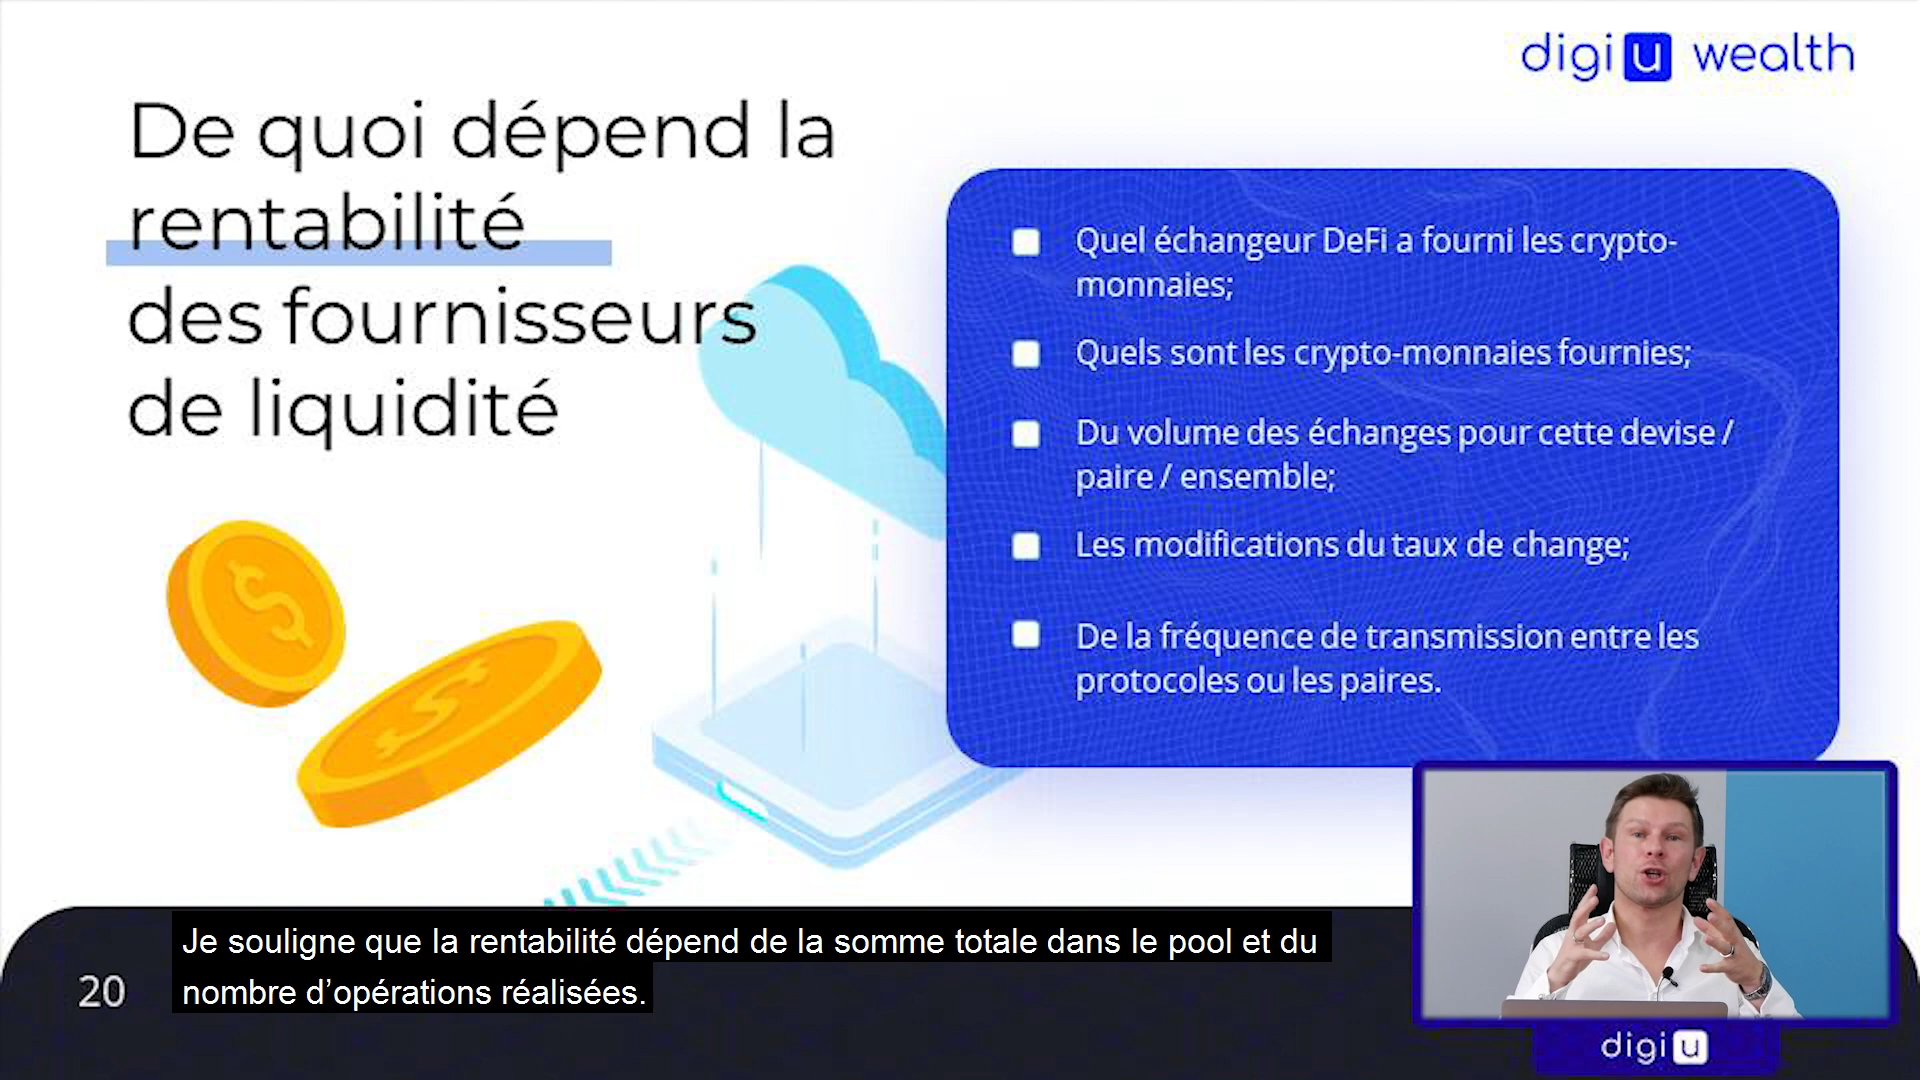 digi u wealth
De quoi dépend la
rentabilité
des fournisseurs
de liquidité
Quel échangeur DeFi a fourni les crypto-
monnaies;
Quels sont les crypto-monnaies fournies;
Du volume des échanges pour cette devise /
paire / ensemble;
Les modifications du taux de change;
De la fréquence de transmission entre les
protocoles ou les paires.
Je souligne que la rentabilité dépend de la somme totale dans le pool et du
nombre d’opérations réalisées.
20
digi u